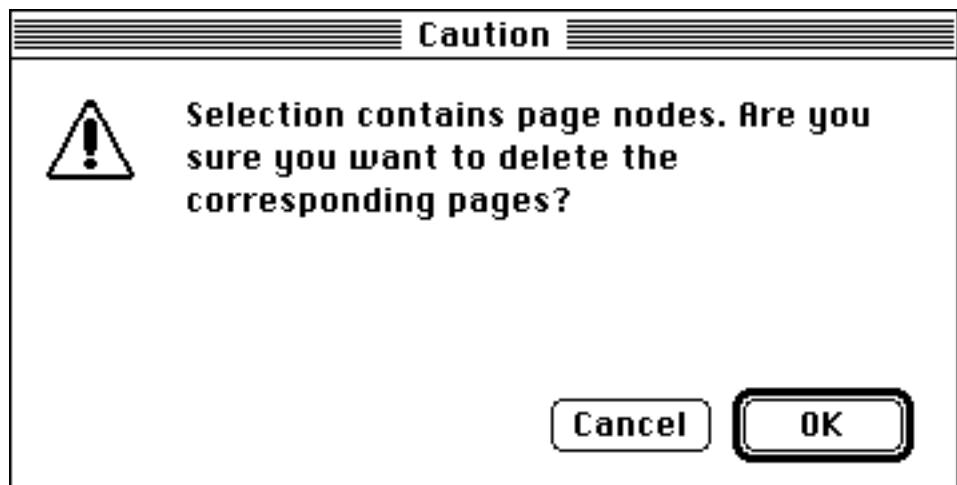 Caution
Selection contains page nodes. Are you
sure you want to delete the
corresponding pages?
Cancel
OK